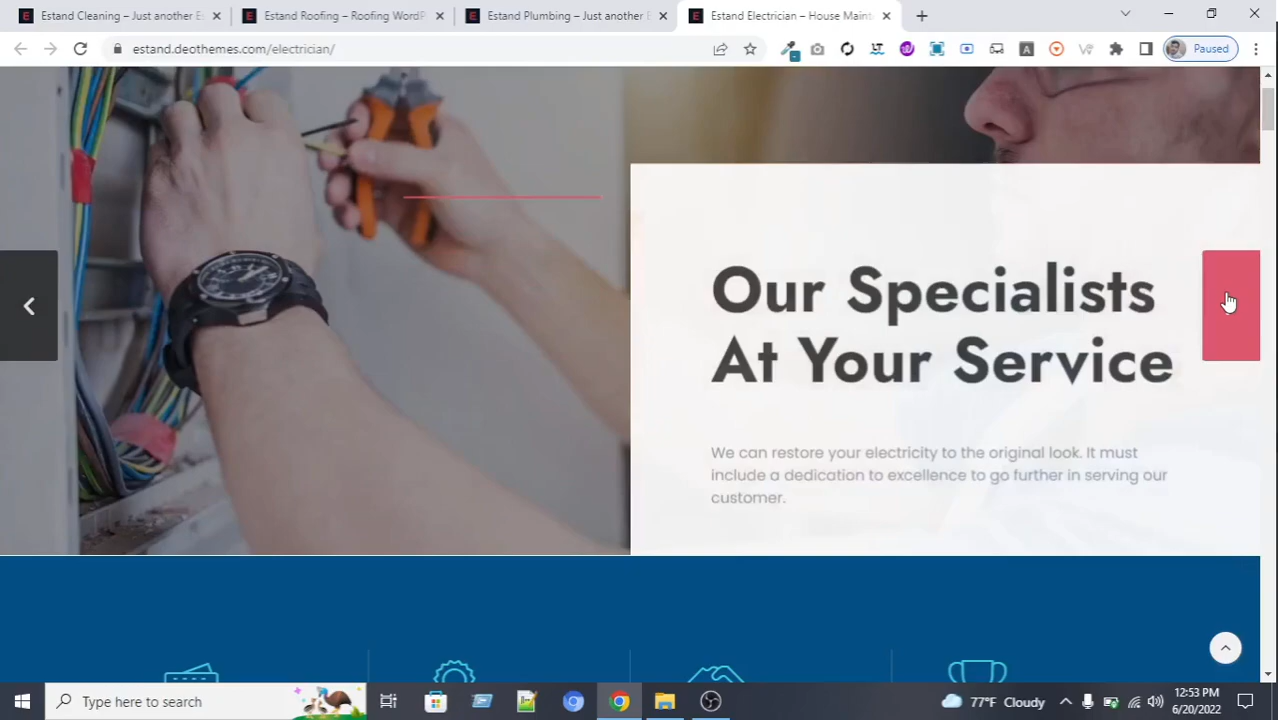 Estand Cleaning – Just another Es
Estand Roofing – Roofing WordP
Estand Plumbing – Just another E
Estand Electrician – House Maint
estand.deothemes.com/electrician/
Paused
Our Specialists
At Your Service
We can restore your electricity to the original look. It must
include a dedication to excellence to go further in serving our
customer.
Type here to search
77°F Cloudy
12:53 PM
6/20/2022